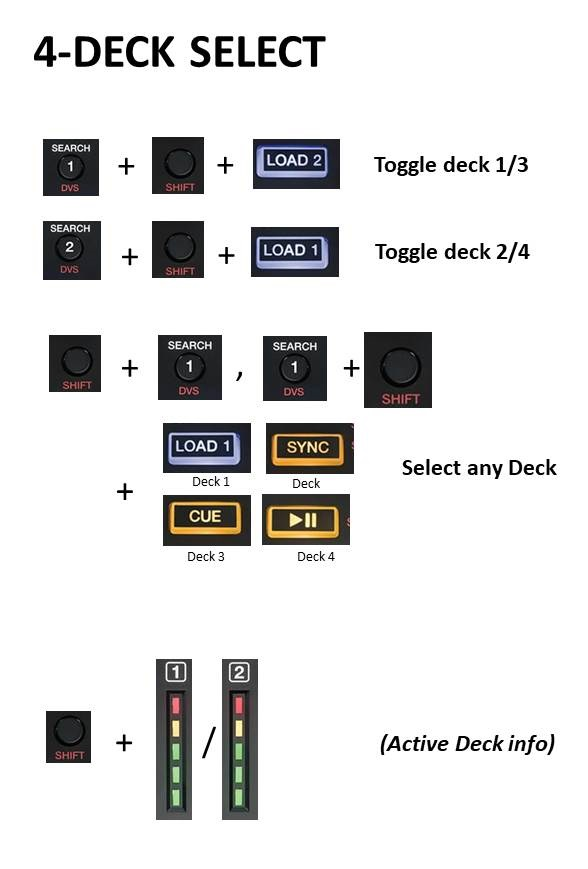 4-DECK SELECT
SEARCH
1
DVS
+
SHIFT
+
LOAD 2
Toggle deck 1/3
SEARCH
2
DVS
+
SHIFT
+
LOAD 1
Toggle deck 2/4
SHIFT
+
SEARCH
1
DVS
,
SEARCH
1
DVS
+
SHIFT
+
LOAD 1
SYNC
Deck 1
Deck
CUE
Deck 3
Deck 4
Select any Deck
SHIFT
+
1
/
2
(Active Deck info)